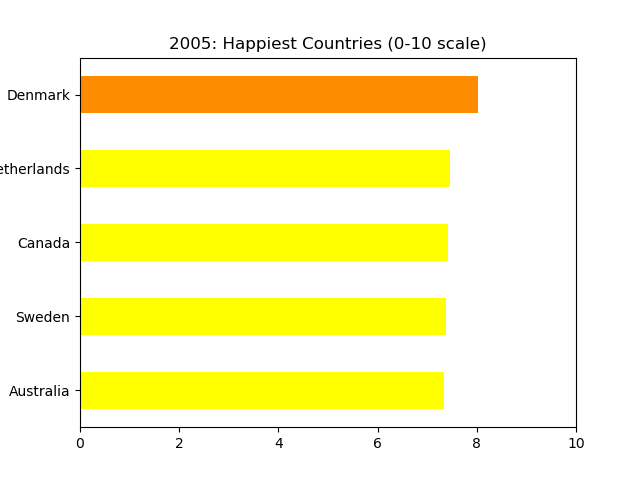 2005: Happiest Countries (0-10 scale)
Denmark
etherlands
Canada
Sweden
Australia
0 2 4 6 8 10